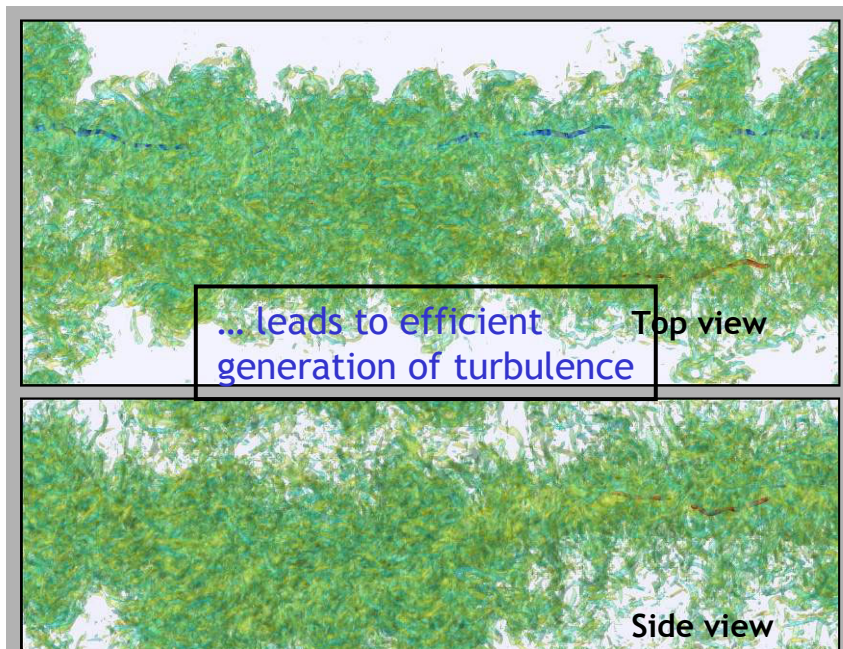 … leads to efficient
generation of turbulence
Top view
Side view